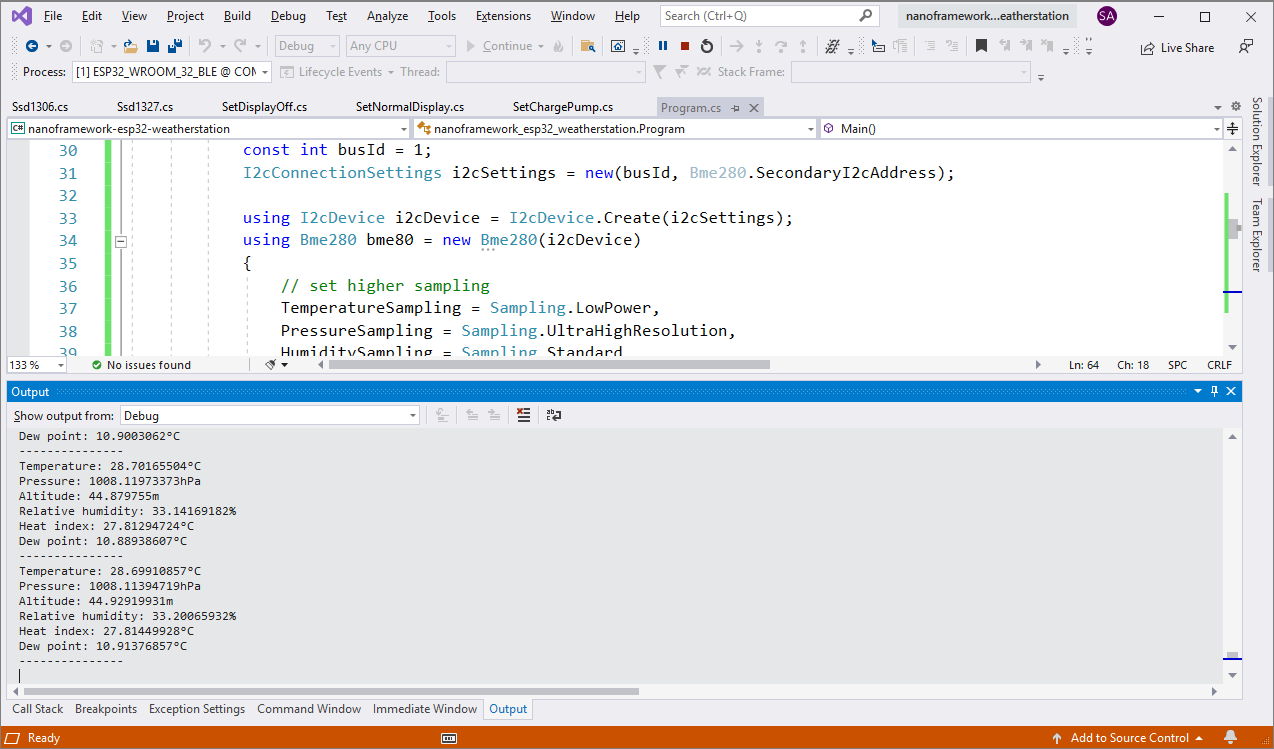 File Edit View Project Build Debug Test Analyze Tools Extensions Window Help Search (Ctrl+Q) nanoframework...eatherstation SA
Debug Any CPU Continue Live Share
Process: [1] ESP32_WROOM_32_BLE @ COM Lifecycle Events Thread: Stack Frame:
Ssd1306.cs Ssd1327.cs SetDisplayOff.cs SetNormalDisplay.cs SetChargePump.cs Program.cs
C# nanoframework-esp32-weatherstation nanoframework_esp32_weatherstation.Program Main()
30 const int busId = 1;
31 I2cConnectionSettings i2cSettings = new(busId, Bme280.SecondaryI2cAddress);
32
33 using I2cDevice i2cDevice = I2cDevice.Create(i2cSettings);
34 using Bme280 bme80 = new Bme280(i2cDevice)
35 {
36 // set higher sampling
37 TemperatureSampling = Sampling.LowPower,
38 PressureSampling = Sampling.UltraHighResolution,
39 HumiditySampling = Sampling.Standard
133 % No issues found Ln: 64 Ch: 18 SPC CRLF
Solution Explorer
Team Explorer
Output
Show output from: Debug
Dew point: 10.9003062°C
---------------
Temperature: 28.70165504°C
Pressure: 1008.11973373hPa
Altitude: 44.879755m
Relative humidity: 33.14169182%
Heat index: 27.81294724°C
Dew point: 10.88938607°C
---------------
Temperature: 28.69910857°C
Pressure: 1008.11394719hPa
Altitude: 44.92919931m
Relative humidity: 33.20065932%
Heat index: 27.81449928°C
Dew point: 10.91376857°C
---------------
Call Stack Breakpoints Exception Settings Command Window Immediate Window Output
Ready Add to Source Control